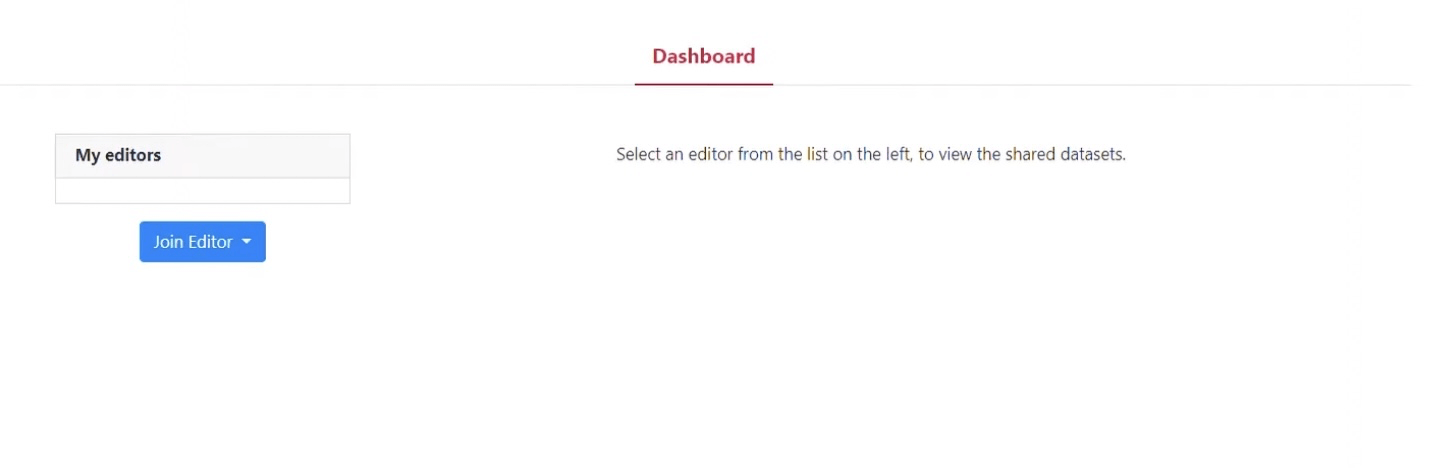 Dashboard
My editors
Select an editor from the list on the left, to view the shared datasets.
Join Editor